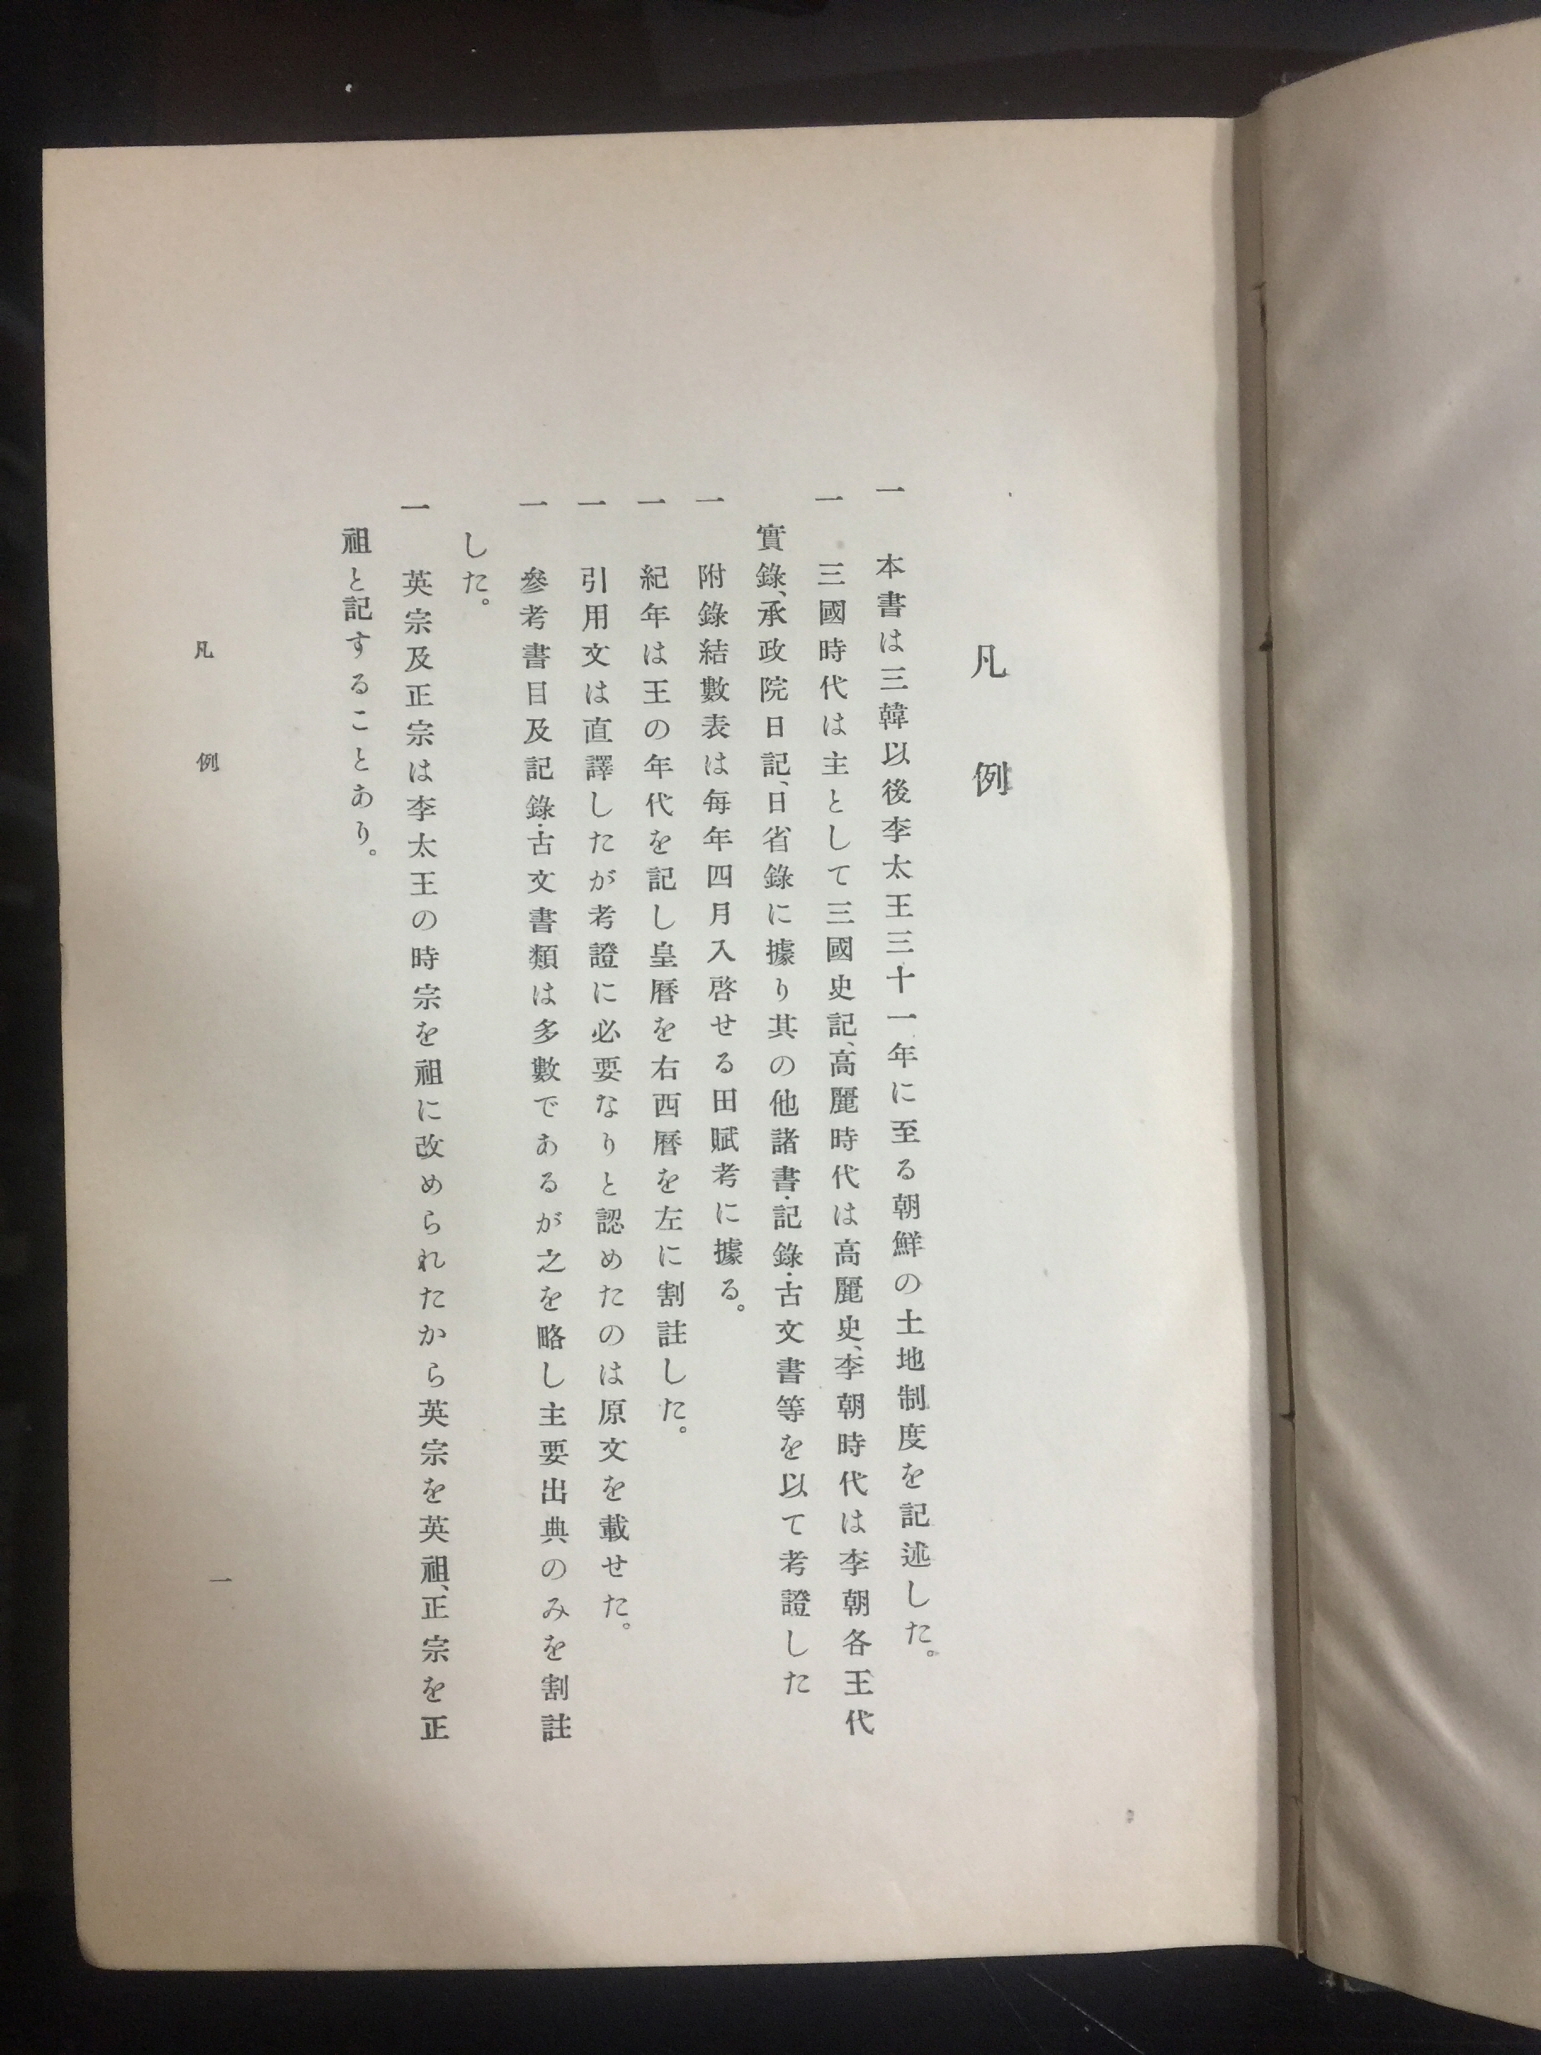 凡例
一 本書は三韓以後李太王三十一年に至る朝鮮の土地制度を記述した。
一 三國時代は主として三國史記、高麗時代は高麗史、李朝時代は李朝各王代
實錄、承政院日記、日省錄に據り其の他諸書・記錄・古文書等を以て考證した
一 附錄結數表は每年四月入啓せる田賦考に據る。
一 紀年は王の年代を記し皇曆を右西曆を左に割註した。
一 引用文は直譯したが考證に必要なりと認めたのは原文を載せた。
一 參考書目及記錄・古文書類は多數であるが之を略し主要出典のみを割註
した。
一 英宗及正宗は李太王の時宗を祖に改められたから英宗を英祖、正宗を正
祖と記することあり。
凡例
一